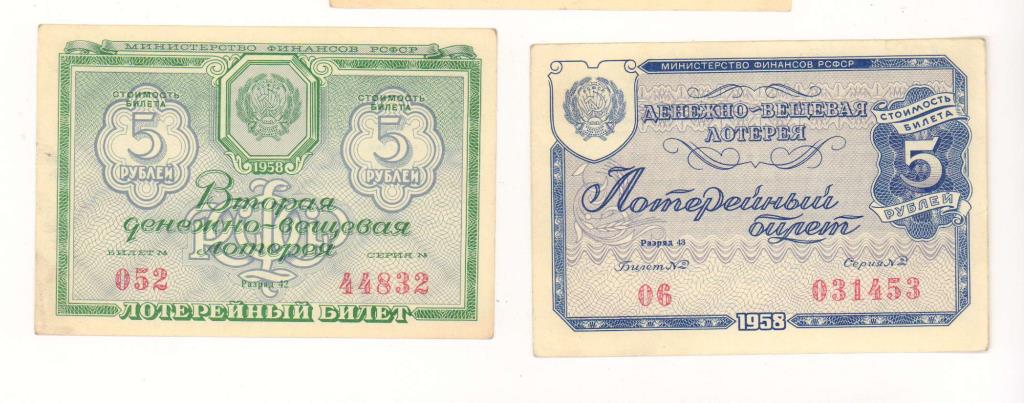 МИНИСТЕРСТВО ФИНАНСОВ РСФСР
СТОИМОСТЬ
БИЛЕТА
5
РУБЛЕЙ
СТОИМОСТЬ
БИЛЕТА
5
РУБЛЕЙ
1958
Вторая
денежно-вещевая
лотерея
БИЛЕТ №
052
Разряд 42
СЕРИЯ №
44832
ЛОТЕРЕЙНЫЙ БИЛЕТ
МИНИСТЕРСТВО ФИНАНСОВ РСФСР
ДЕНЕЖНО-ВЕЩЕВАЯ
ЛОТЕРЕЯ
СТОИМОСТЬ
БИЛЕТА
5
РУБЛЕЙ
Лотерейный
билет
Разряд 43
Билет №
06
Серия №
031453
1958